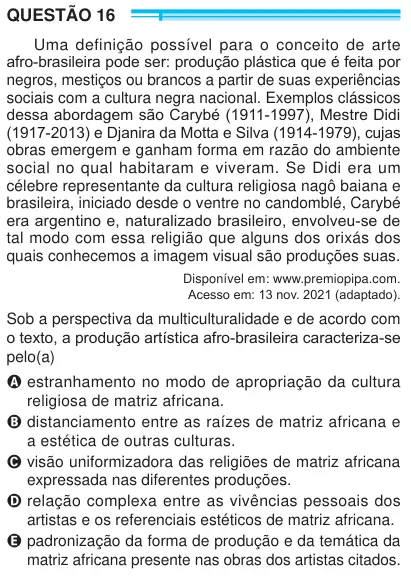 QUESTÃO 16
Uma definição possível para o conceito de arte
afro-brasileira pode ser: produção plástica que é feita por
negros, mestiços ou brancos a partir de suas experiências
sociais com a cultura negra nacional. Exemplos clássicos
dessa abordagem são Carybé (1911-1997), Mestre Didi
(1917-2013) e Djanira da Motta e Silva (1914-1979), cujas
obras emergem e ganham forma em razão do ambiente
social no qual habitaram e viveram. Se Didi era um
célebre representante da cultura religiosa nagô baiana e
brasileira, iniciado desde o ventre no candomblé, Carybé
era argentino e, naturalizado brasileiro, envolveu-se de
tal modo com essa religião que alguns dos orixás dos
quais conhecemos a imagem visual são produções suas.
Disponível em: www.premiopipa.com.
Acesso em: 13 nov. 2021 (adaptado).
Sob a perspectiva da multiculturalidade e de acordo com
o texto, a produção artística afro-brasileira caracteriza-se
pelo(a)
A estranhamento no modo de apropriação da cultura
religiosa de matriz africana.
B distanciamento entre as raízes de matriz africana e
a estética de outras culturas.
C visão uniformizadora das religiões de matriz africana
expressada nas diferentes produções.
D relação complexa entre as vivências pessoais dos
artistas e os referenciais estéticos de matriz africana.
E padronização da forma de produção e da temática da
matriz africana presente nas obras dos artistas citados.